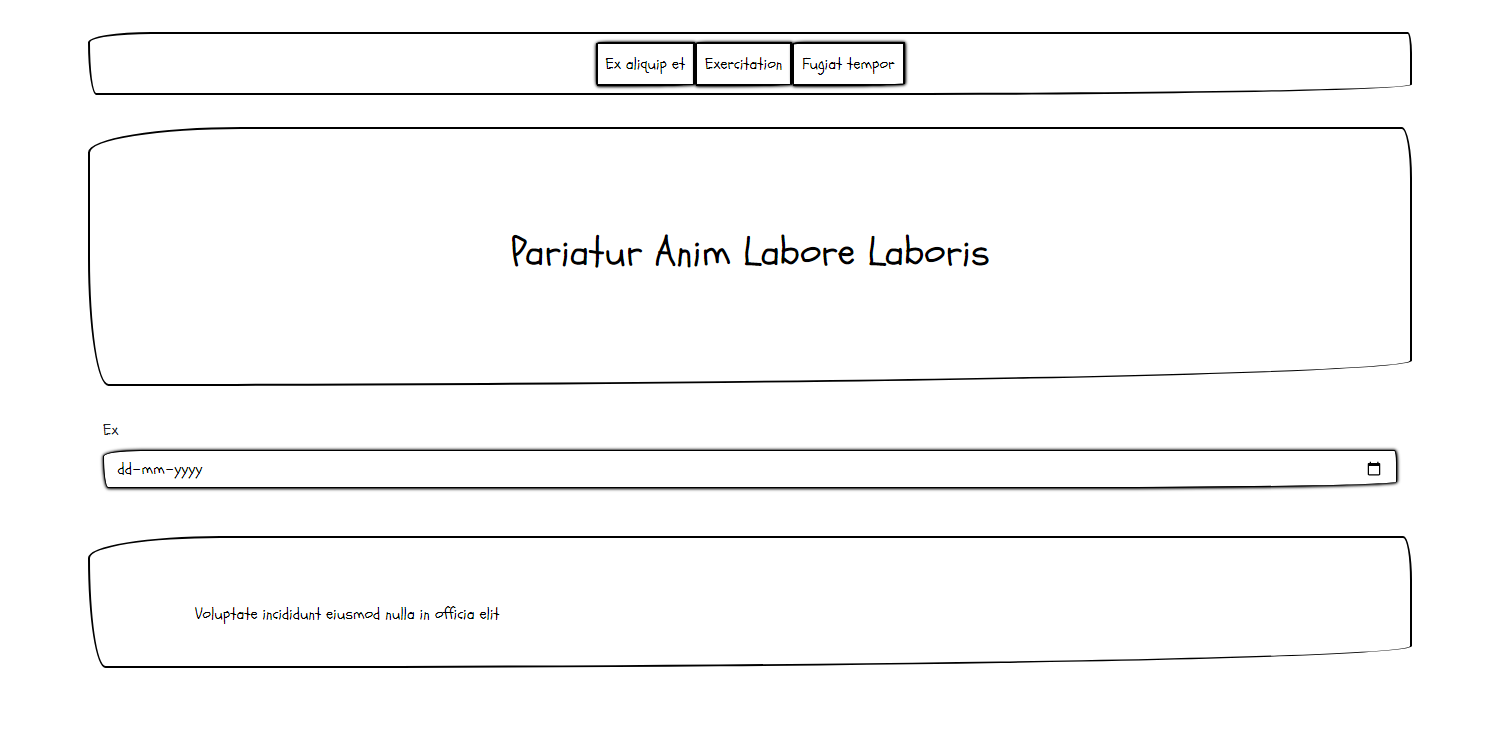 Ex aliquip et Exercitation Fugiat tempor
Pariatur Anim Labore Laboris
Ex
dd-mm-yyyy
Voluptate incididunt eiusmod nulla in officia elit